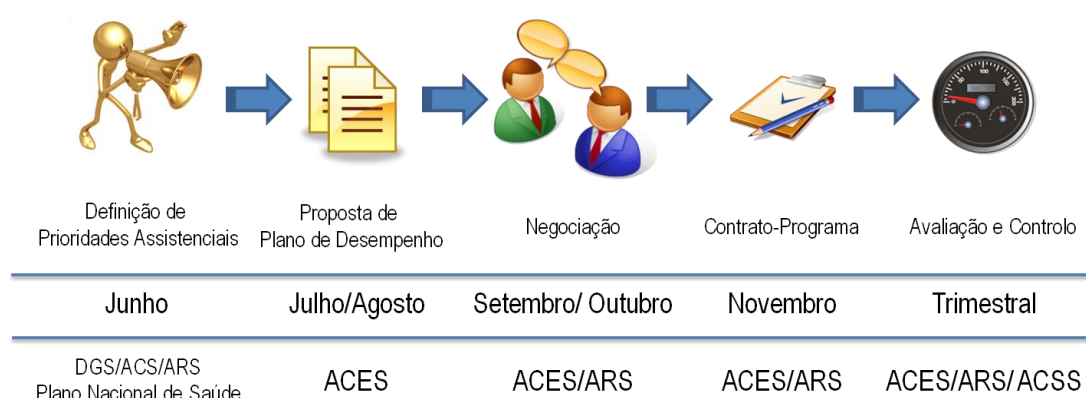 Definição de
Prioridades Assistenciais
Proposta de
Plano de Desempenho
Negociação
Contrato-Programa
Avaliação e Controlo
Junho
Julho/Agosto
Setembro/ Outubro
Novembro
Trimestral
DGS/ACS/ARS
Plano Nacional de Saúde
ACES
ACES/ARS
ACES/ARS
ACES/ARS/ ACSS